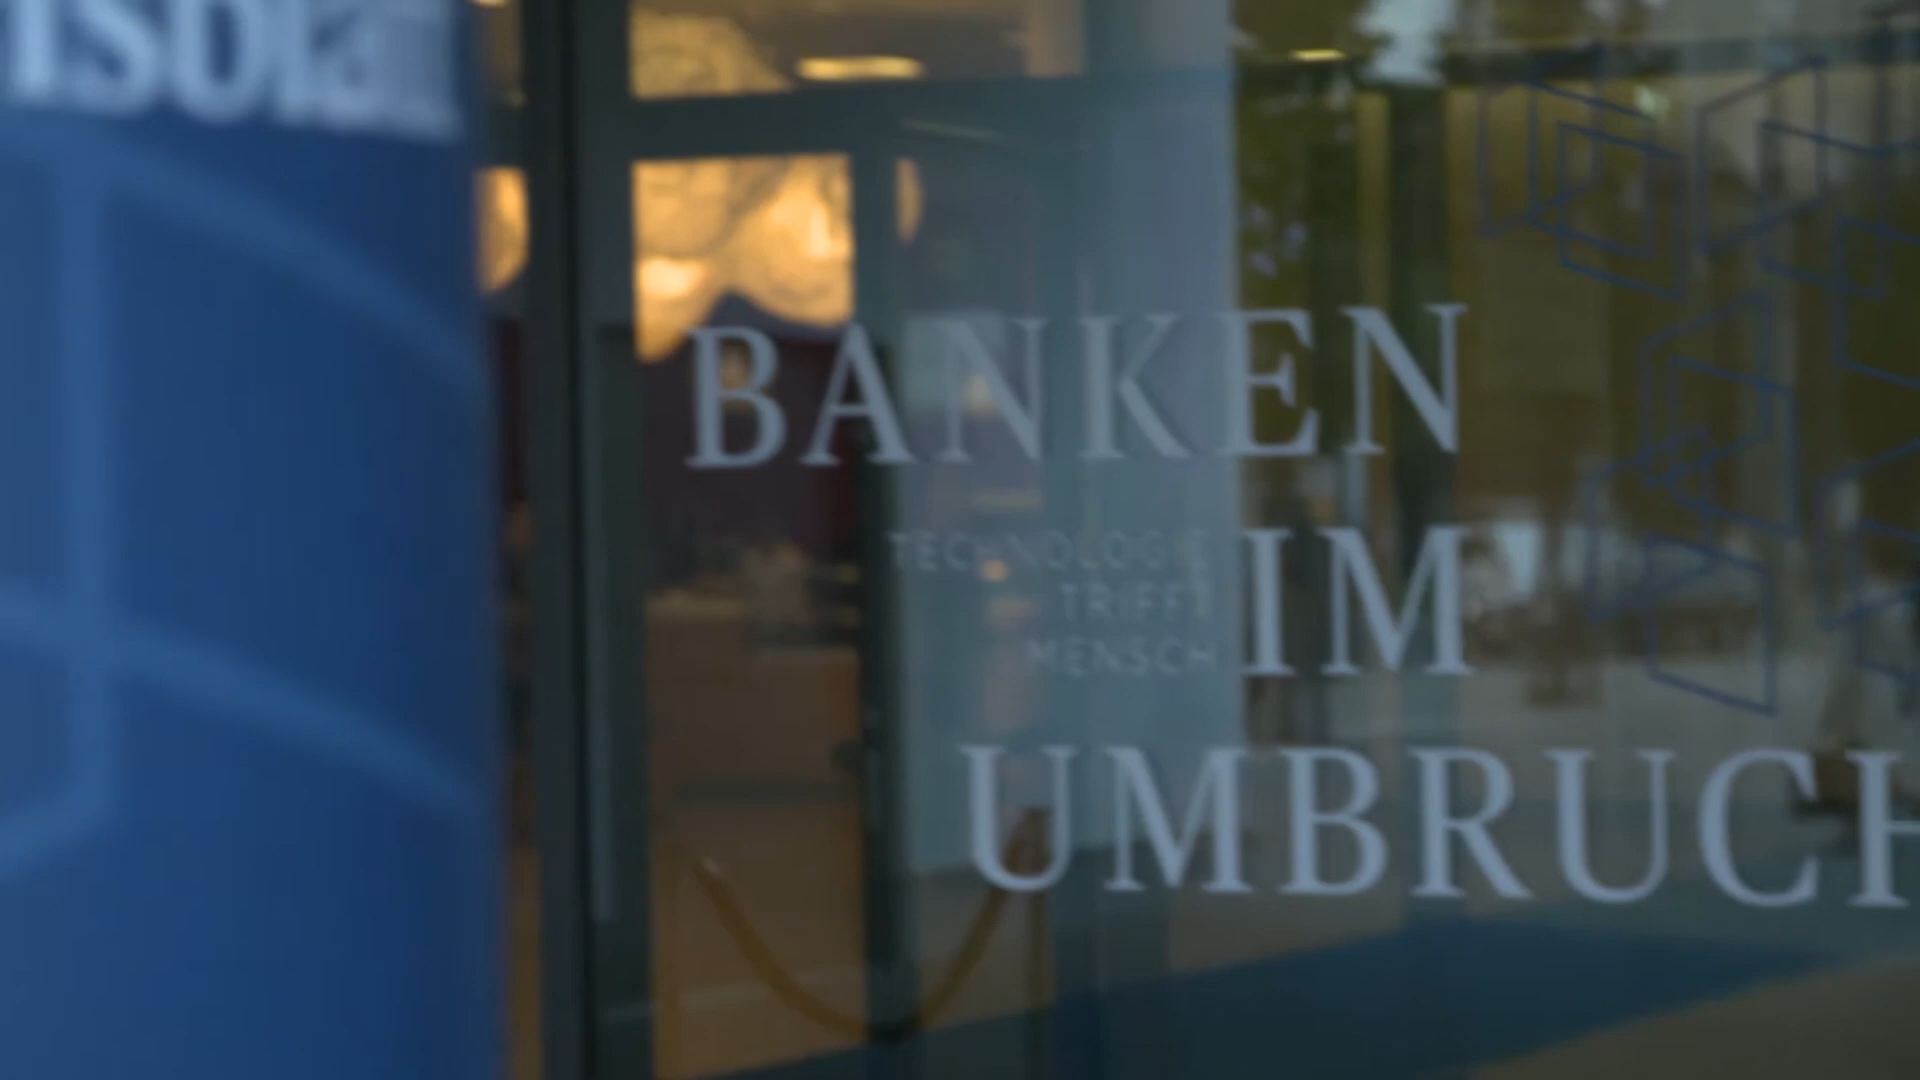 BANKEN
TECHNOLOGIE
TRIFFT
MENSCH
IM
UMBRUCH